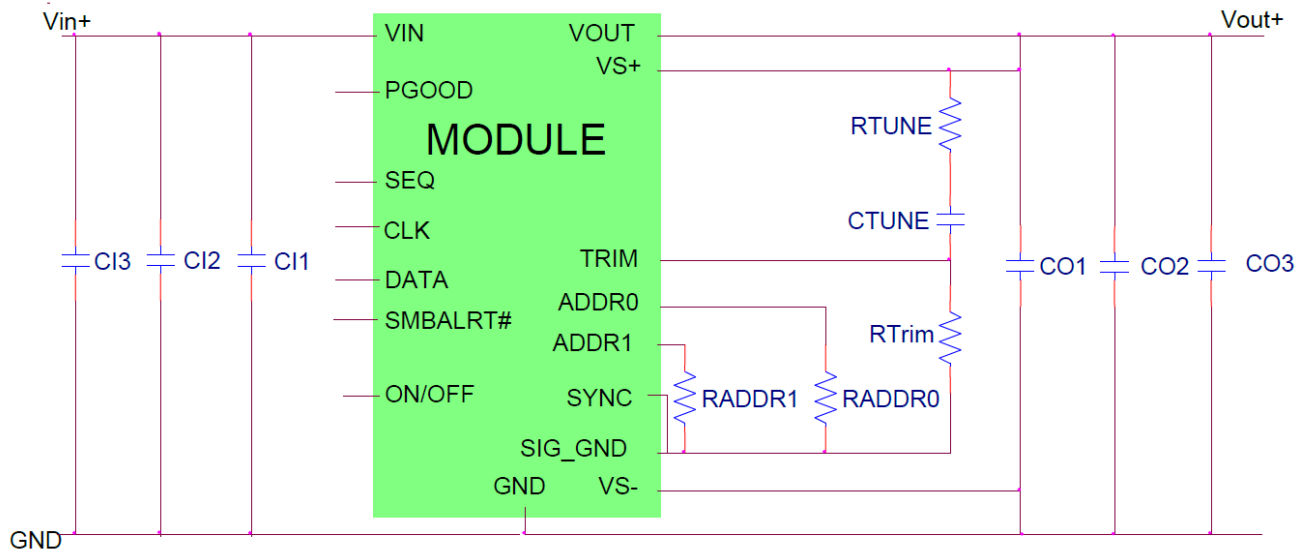 Vin+
Vout+
VIN
VOUT
VS+
PGOOD
MODULE
RTUNE
SEQ
CTUNE
CLK
TRIM
CI3
CI2
CI1
CO1
CO2
CO3
DATA
ADDR0
SMBALRT#
RTrim
ADDR1
ON/OFF
SYNC
RADDR1
RADDR0
SIG_GND
GND
VS-
GND